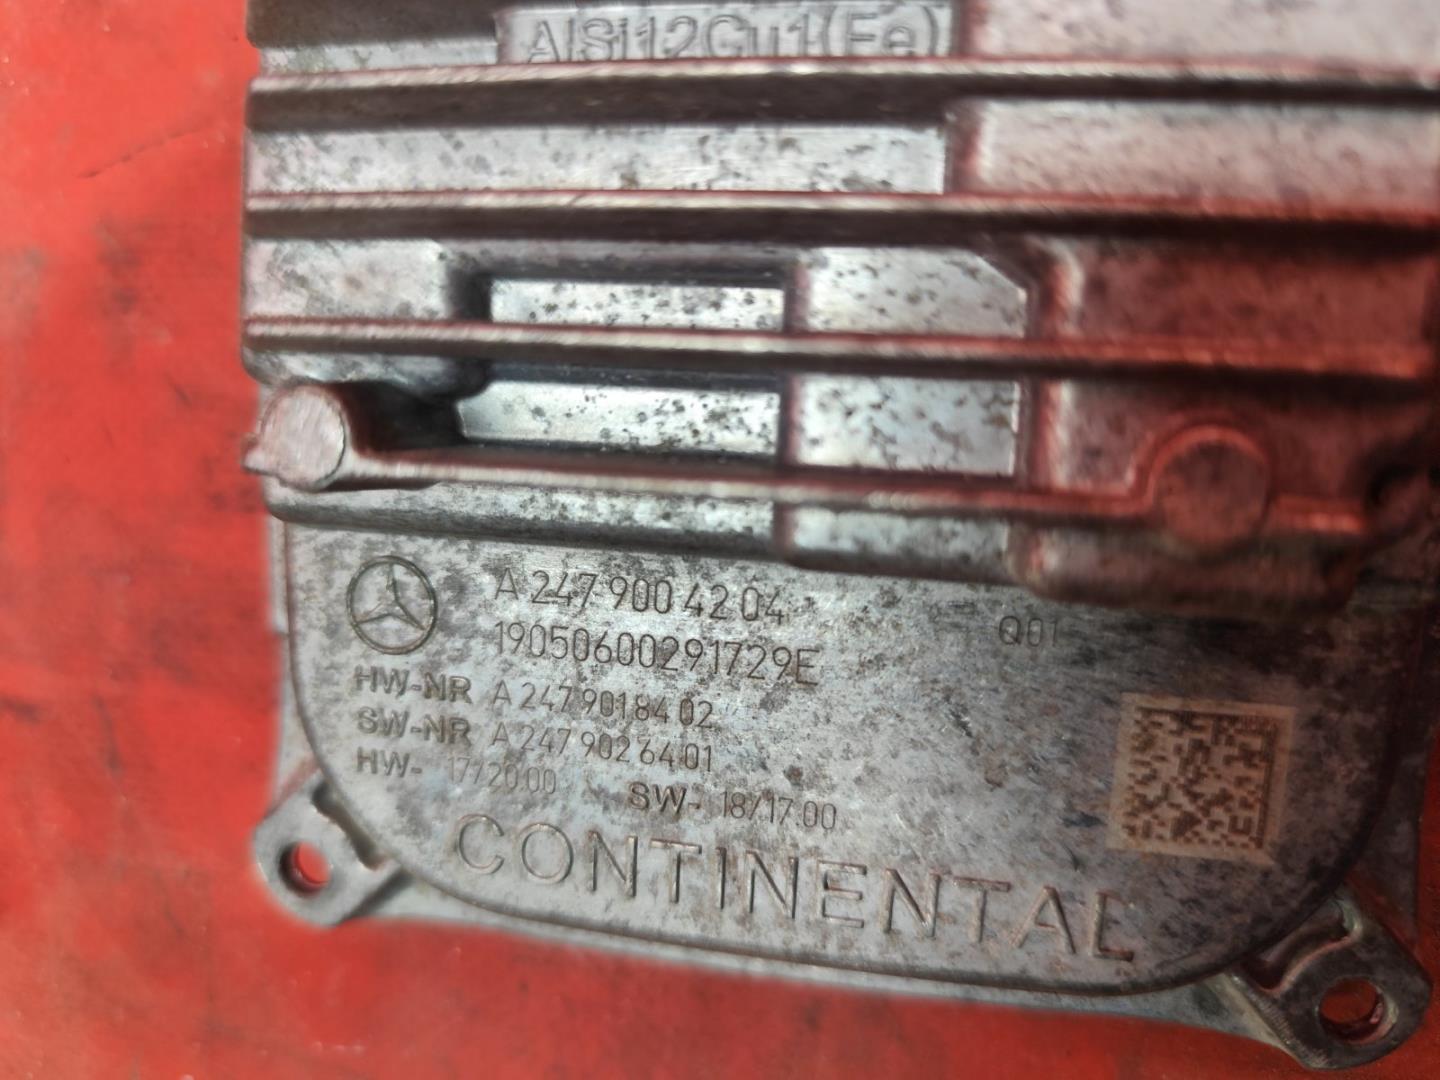 AlSi12Cu1(Fe)
A 247 900 42 04
Q01
19050600291729E
HW-NR A 247 901 84 02
SW-NR A 247 902 64 01
HW- 17/20.00 SW- 18/17.00
CONTINENTAL